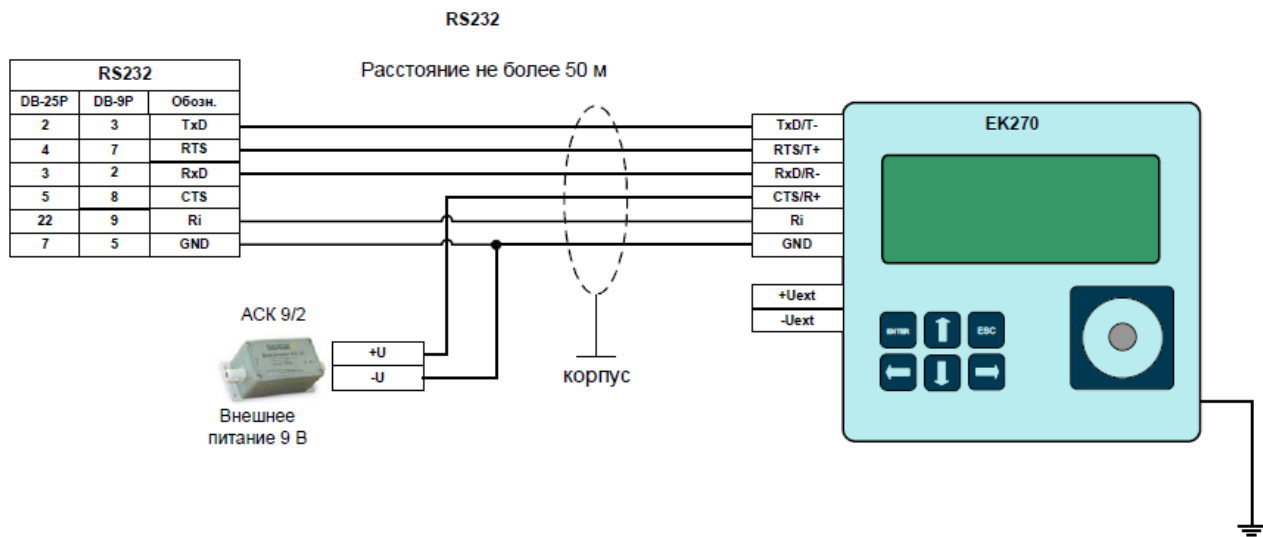 RS232
Расстояние не более 50 м
RS232
DB-25P DB-9P Обозн.
2 3 TxD
4 7 RTS
3 2 RxD
5 8 CTS
22 9 Ri
7 5 GND
TxD/T-
RTS/T+
RxD/R-
CTS/R+
Ri
GND
+Uext
-Uext
EK270
ENTER
ESC
АСК 9/2
+U
-U
Внешнее
питание 9 В
корпус